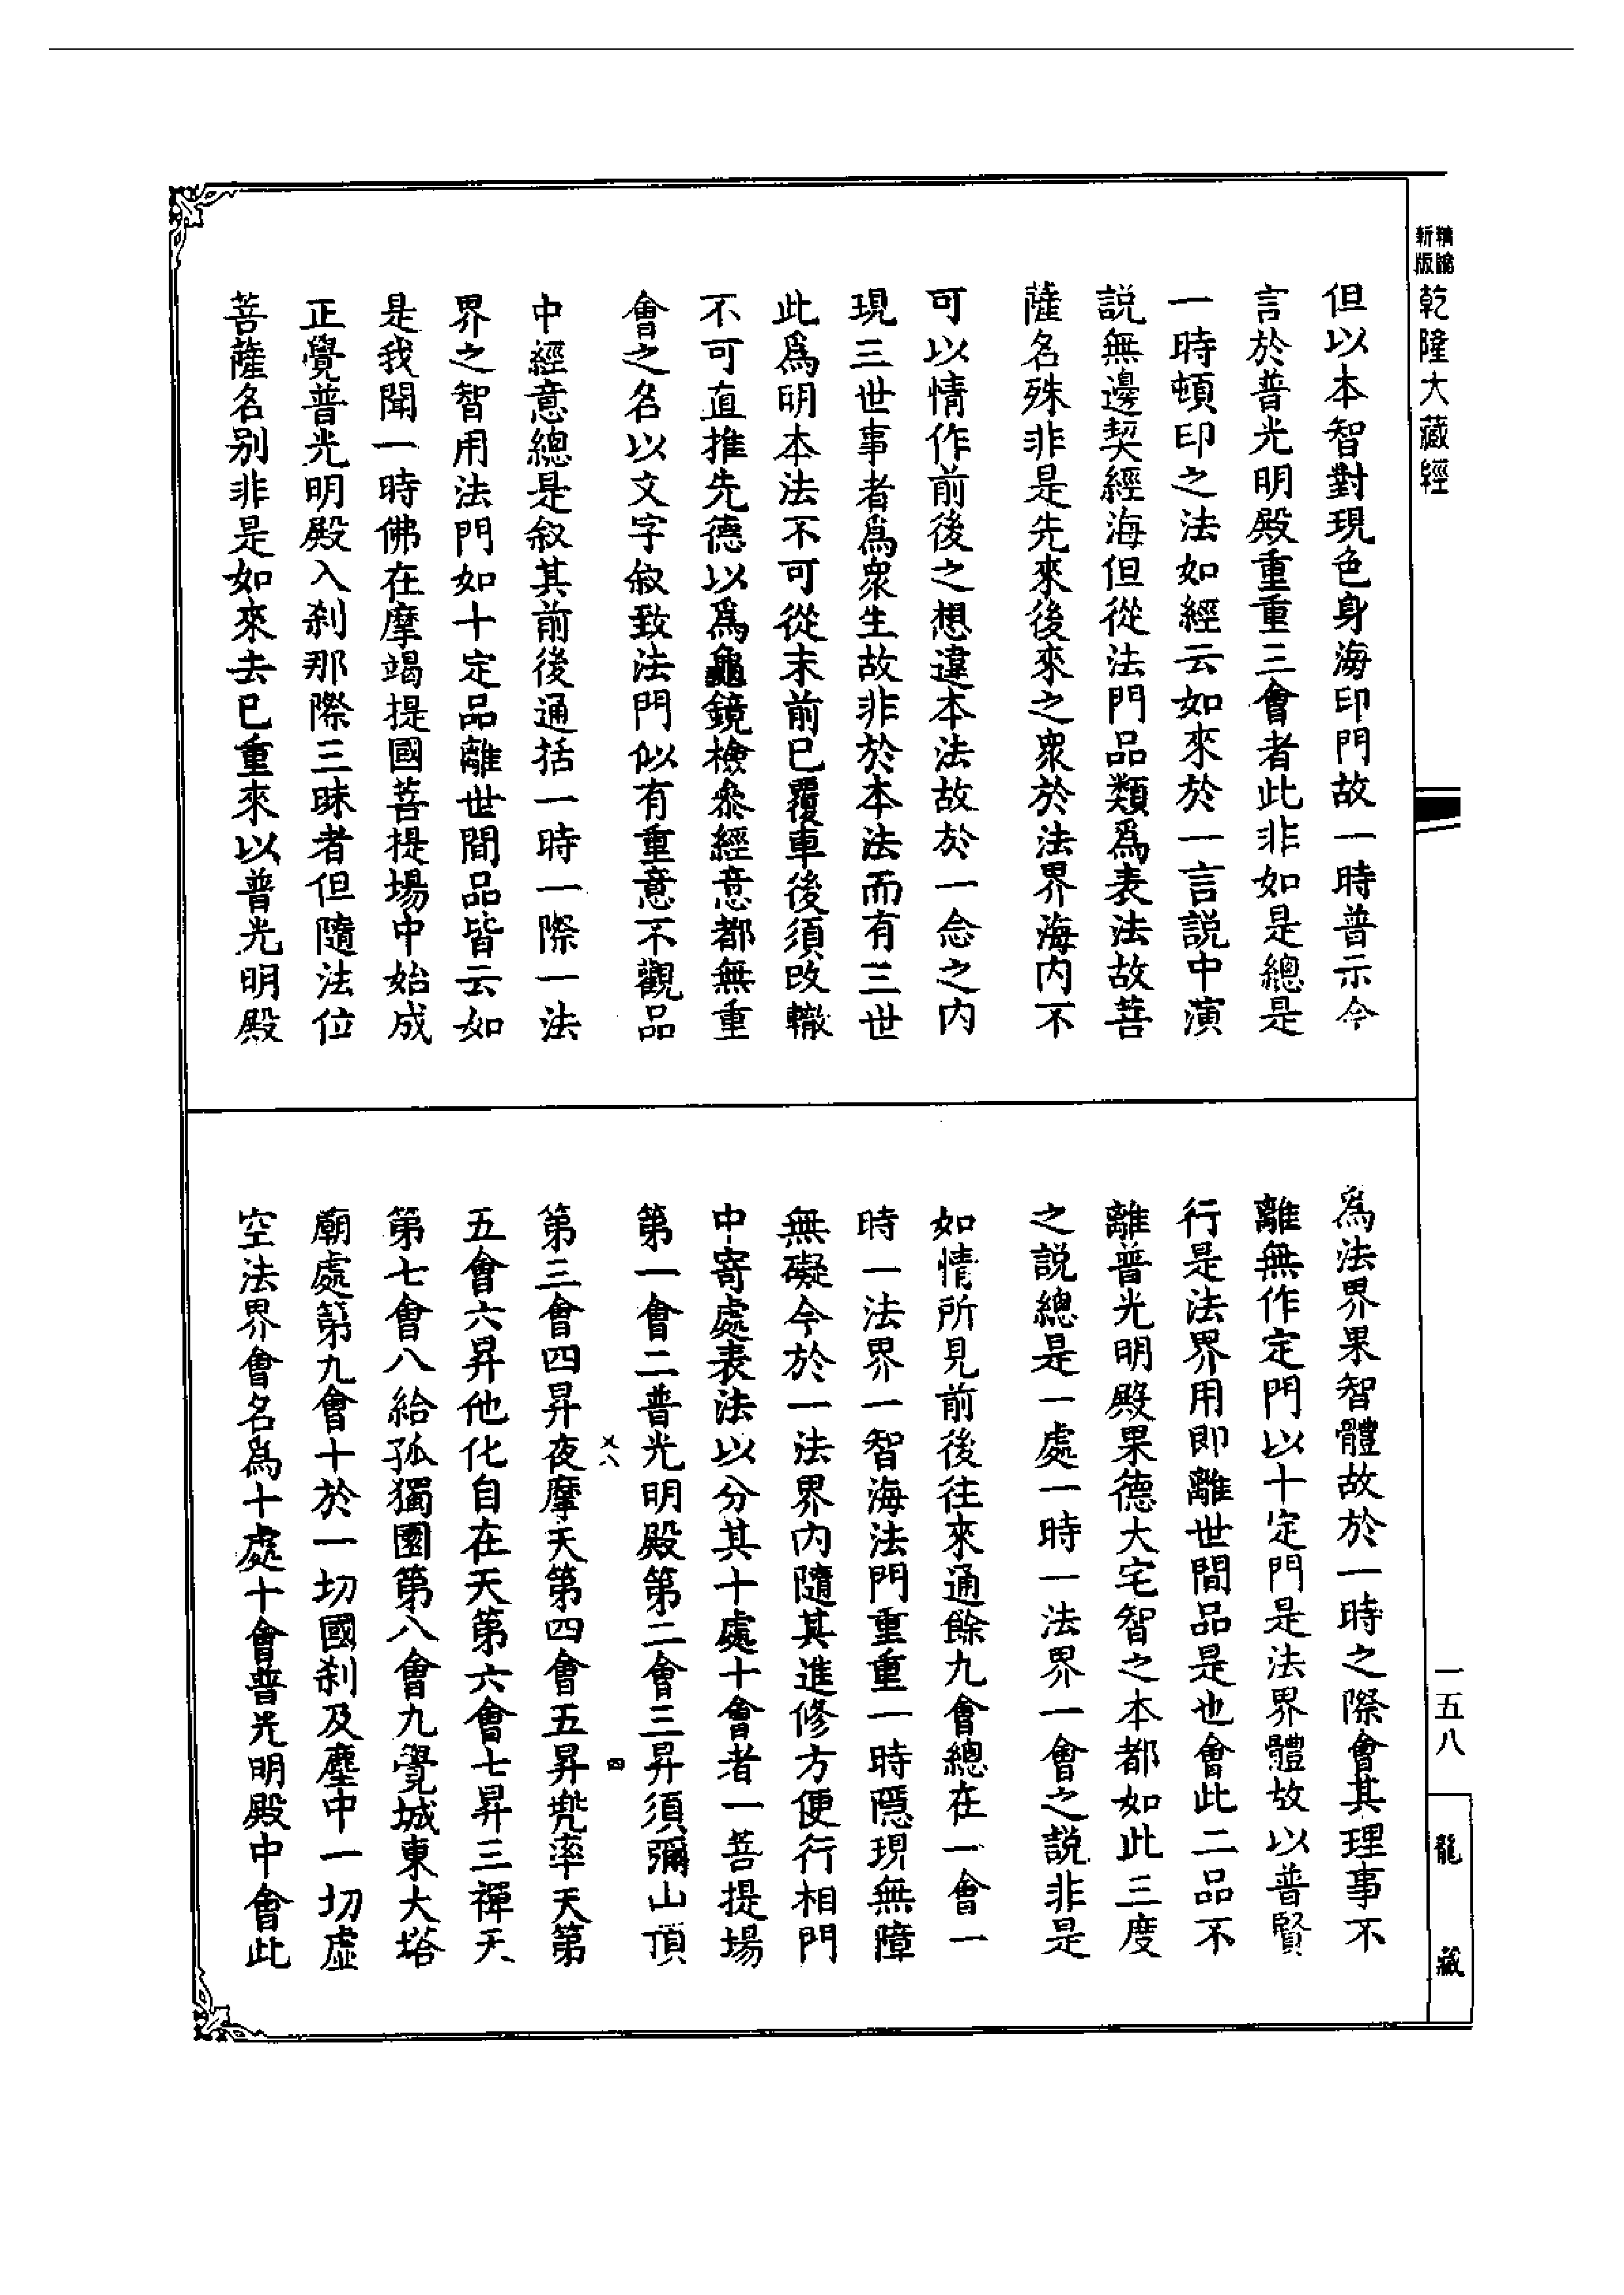 新版
精縮
乾隆大藏經
但以本智對現色身海印門故一時普示今
言於普光明殿重重三會者此非如是總是
一時頓印之法如經云如來於一言説中演
説無邊契經海但從法門品類爲表法故菩
薩名殊非是先來後來之衆於法界海内不
可以情作前後之想違本法故於一念之内
現三世事者爲衆生故非於本法而有三世
此爲明本法不可從末前已覆車後須改轍
不可直推先德以爲龜鏡檢叅經意都無重
會之名以文字叙致法門似有重意不觀品
中經意總是叙其前後通括一時一際一法
界之智用法門如十定品離世間品皆云如
是我聞一時佛在摩竭提國菩提場中始成
正覺普光明殿入刹那際三昧者但隨法位
菩薩名别非是如來去已重來以普光明殿
為法界果智體故於一時之際會其理事不
離無作定門以十定門是法界體故以普賢
行是法界用即離世間品是也會此二品不
離普光明殿果德大宅智之本都如此三度
之説總是一處一時一法界一會之説非是
如情所見前後往來通餘九會總在一會一
時一法界一智海法門重重一時隱現無障
無礙今於一法界内隨其進修方便行相門
中寄處表法以分其十處十會者一菩提場
第一會二普光明殿第二會三昇須彌山頂
第三會四昇夜摩天第四會五昇兜率天第
五會六昇他化自在天第六會七昇三禪天
第七會八給孤獨園第八會九覺城東大塔
廟處第九會十於一切國刹及塵中一切虚
空法界會名爲十處十會普光明殿中會此
四
一五八
龍
藏